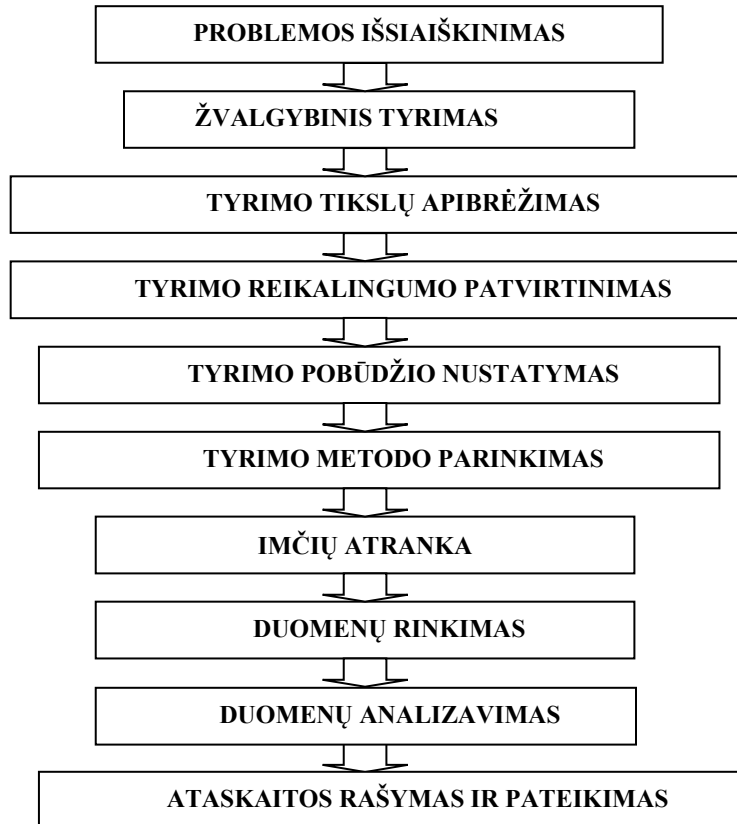 PROBLEMOS IŠSIAIŠKINIMAS
ŽVALGYBINIS TYRIMAS
TYRIMO TIKSLŲ APIBRĖŽIMAS
TYRIMO REIKALINGUMO PATVIRTINIMAS
TYRIMO POBŪDŽIO NUSTATYMAS
TYRIMO METODO PARINKIMAS
IMČIŲ ATRANKA
DUOMENŲ RINKIMAS
DUOMENŲ ANALIZAVIMAS
ATASKAITOS RAŠYMAS IR PATEIKIMAS